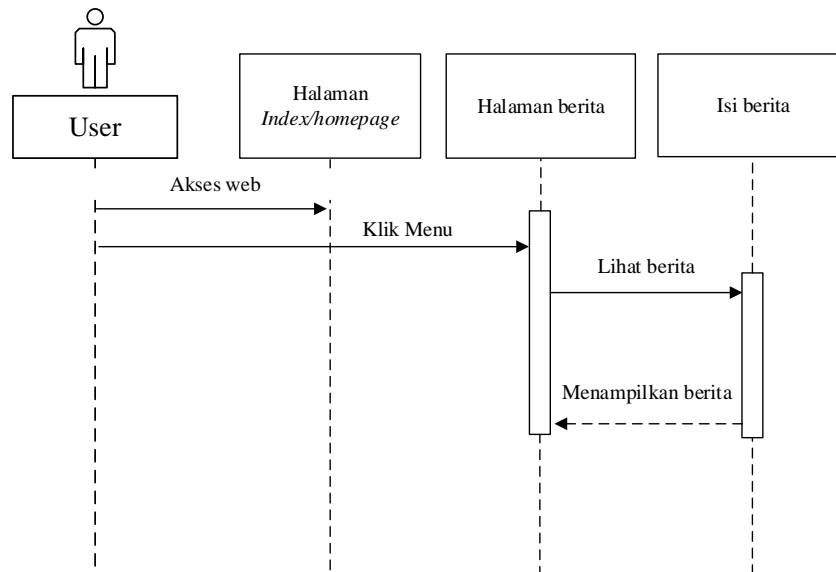 User
Halaman
Index/homepage
Halaman berita
Isi berita
Akses web
Klik Menu
Lihat berita
Menampilkan berita